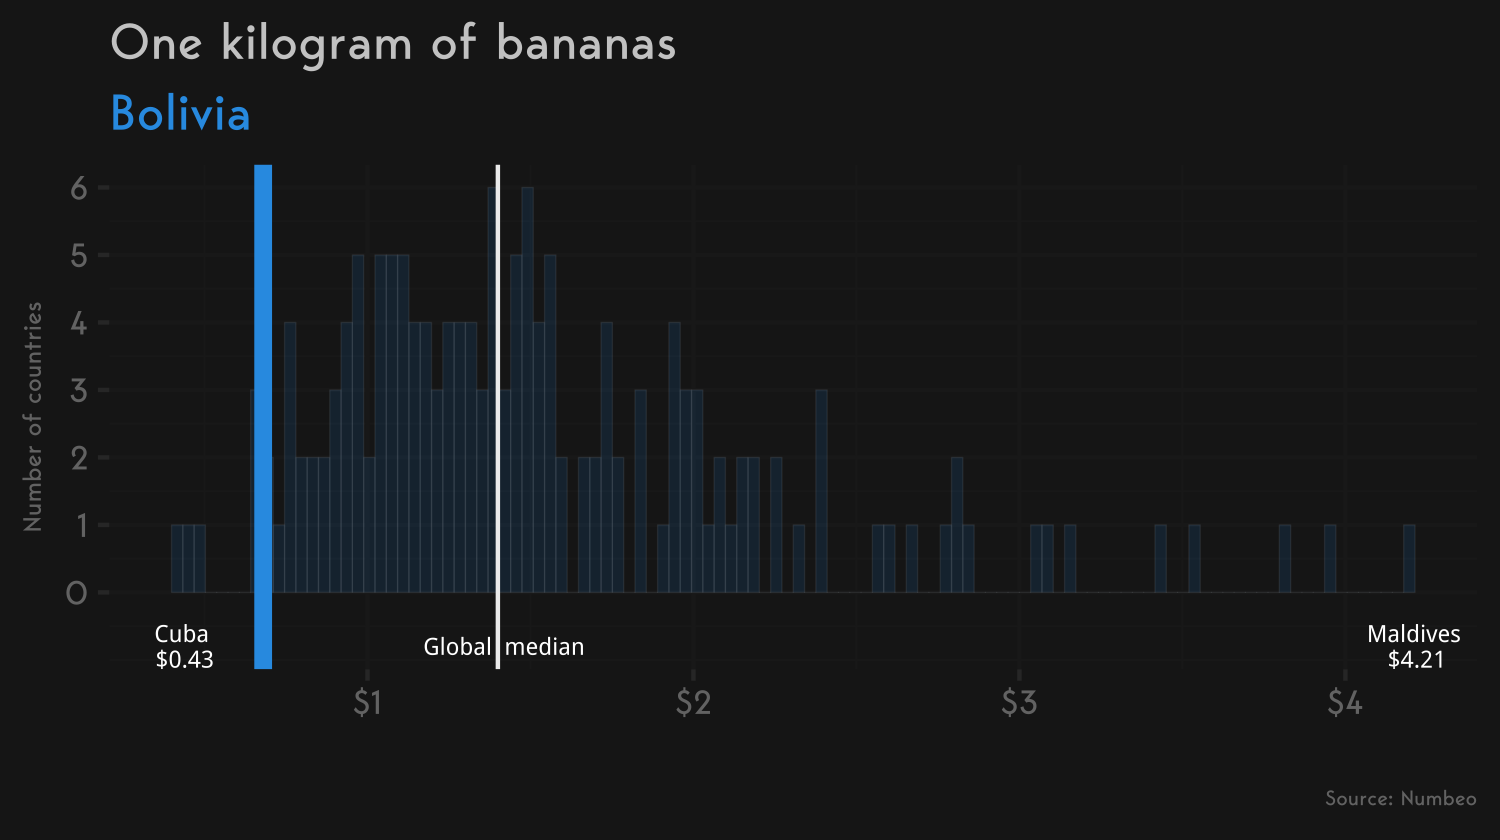 One kilogram of bananas
Bolivia
Number of countries
6
5
4
3
2
1
0
Cuba
$0.43
Global median
Maldives
$4.21
$1 $2 $3 $4
Source: Numbeo